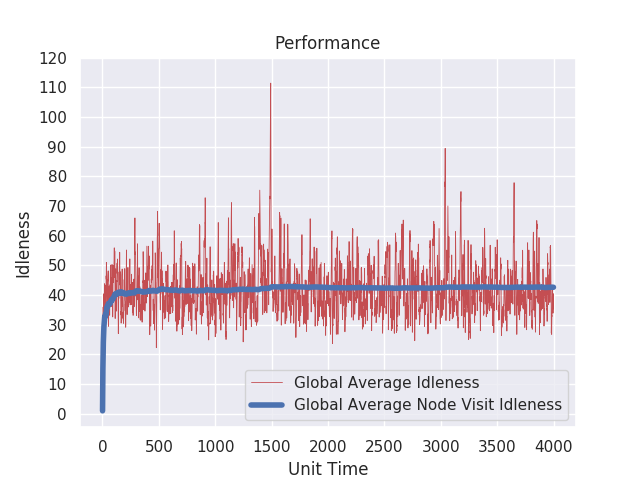 Performance
120
110
100
90
80
70
60
50
40
30
20
10
0
Idleness
0 500 1000 1500 2000 2500 3000 3500 4000
Unit Time
Global Average Idleness
Global Average Node Visit Idleness